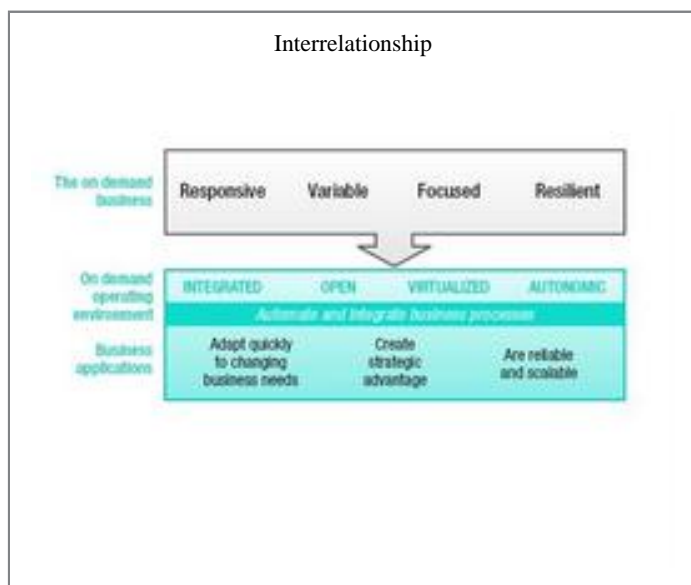 Interrelationship
The on demand
business
Responsive Variable Focused Resilient
On demand
operating
environment
INTEGRATED OPEN VIRTUALIZED AUTONOMIC
Automate and integrate business processes
Business
applications
Adapt quickly
to changing
business needs
Create
strategic
advantage
Are reliable
and scalable